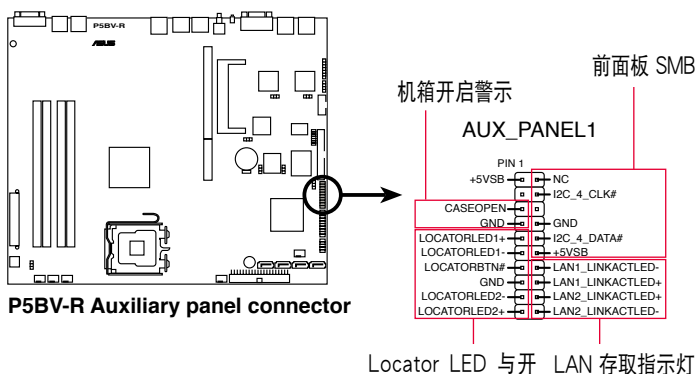 P5BV-R
ASUS
P5BV-R Auxiliary panel connector
前面板 SMB
机箱开启警示
AUX_PANEL1
PIN 1
+5VSB NC
I2C_4_CLK#
CASEOPEN
GND GND
LOCATORLED1+ I2C_4_DATA#
LOCATORLED1- +5VSB
LOCATORBTN# LAN1_LINKACTLED-
GND LAN1_LINKACTLED+
LOCATORLED2- LAN2_LINKACTLED+
LOCATORLED2+ LAN2_LINKACTLED-
Locator LED 与开 LAN 存取指示灯